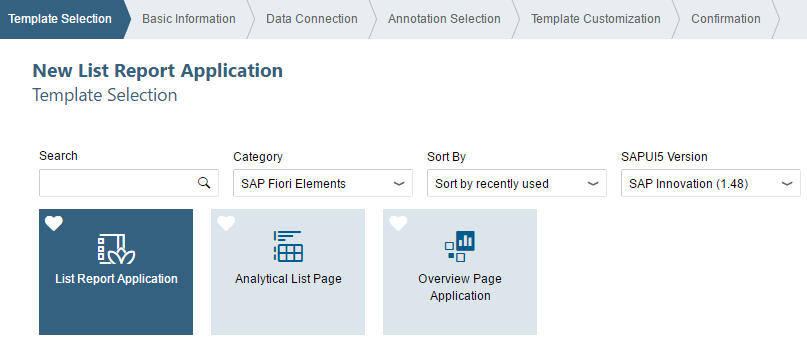 Template Selection
Basic Information
Data Connection
Annotation Selection
Template Customization
Confirmation
New List Report Application
Template Selection
Search
Category
Sort By
SAPUI5 Version
SAP Fiori Elements
Sort by recently used
SAP Innovation (1.48)
List Report Application
Analytical List Page
Overview Page
Application